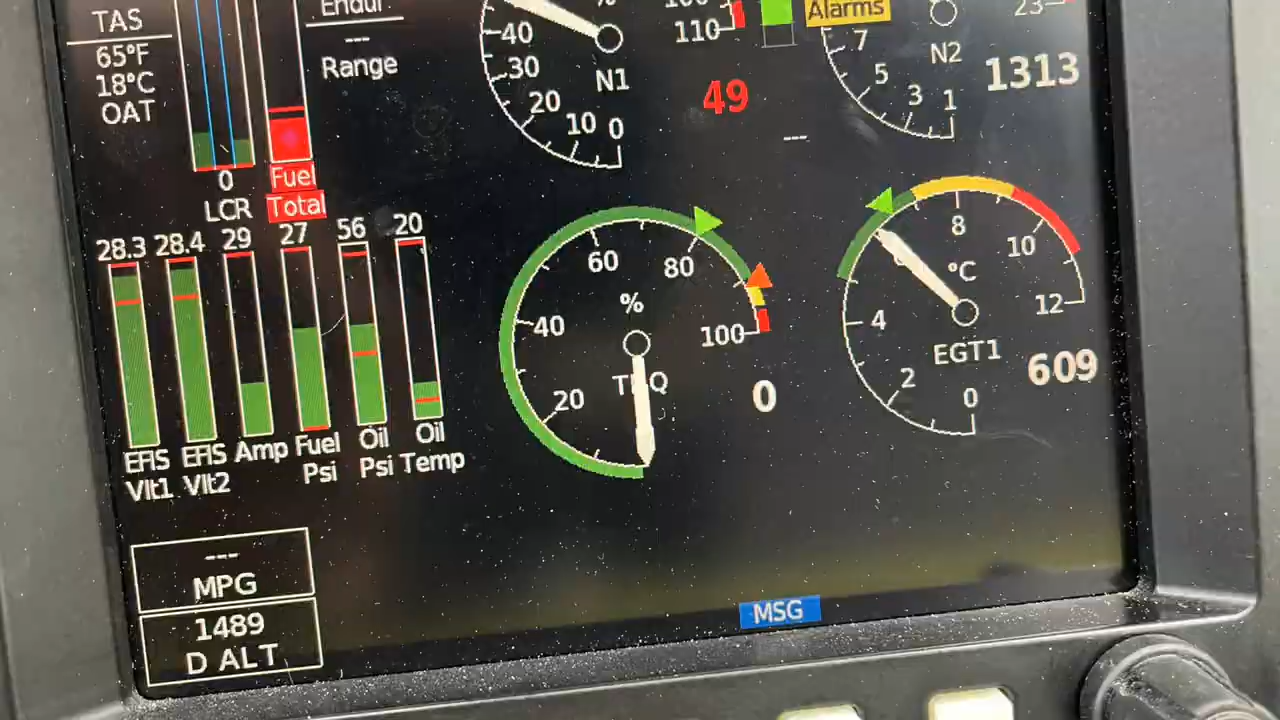 TAS
65°F
18°C
OAT
Endur
---
Range
0
LCR
Fuel
Total
%
40
30
20
10
0
N1
100
110
49
---
Alarms
7
5
3
1
N2
23
1313
28.3
28.4
29
27
56
20
EFIS
Vlt1
EFIS
Vlt2
Amp
Fuel
Psi
Oil
Psi
Oil
Temp
60
80
%
40
100
20
0
8
10
°C
4
12
EGT1
2
0
609
---
MPG
1489
D ALT
MSG